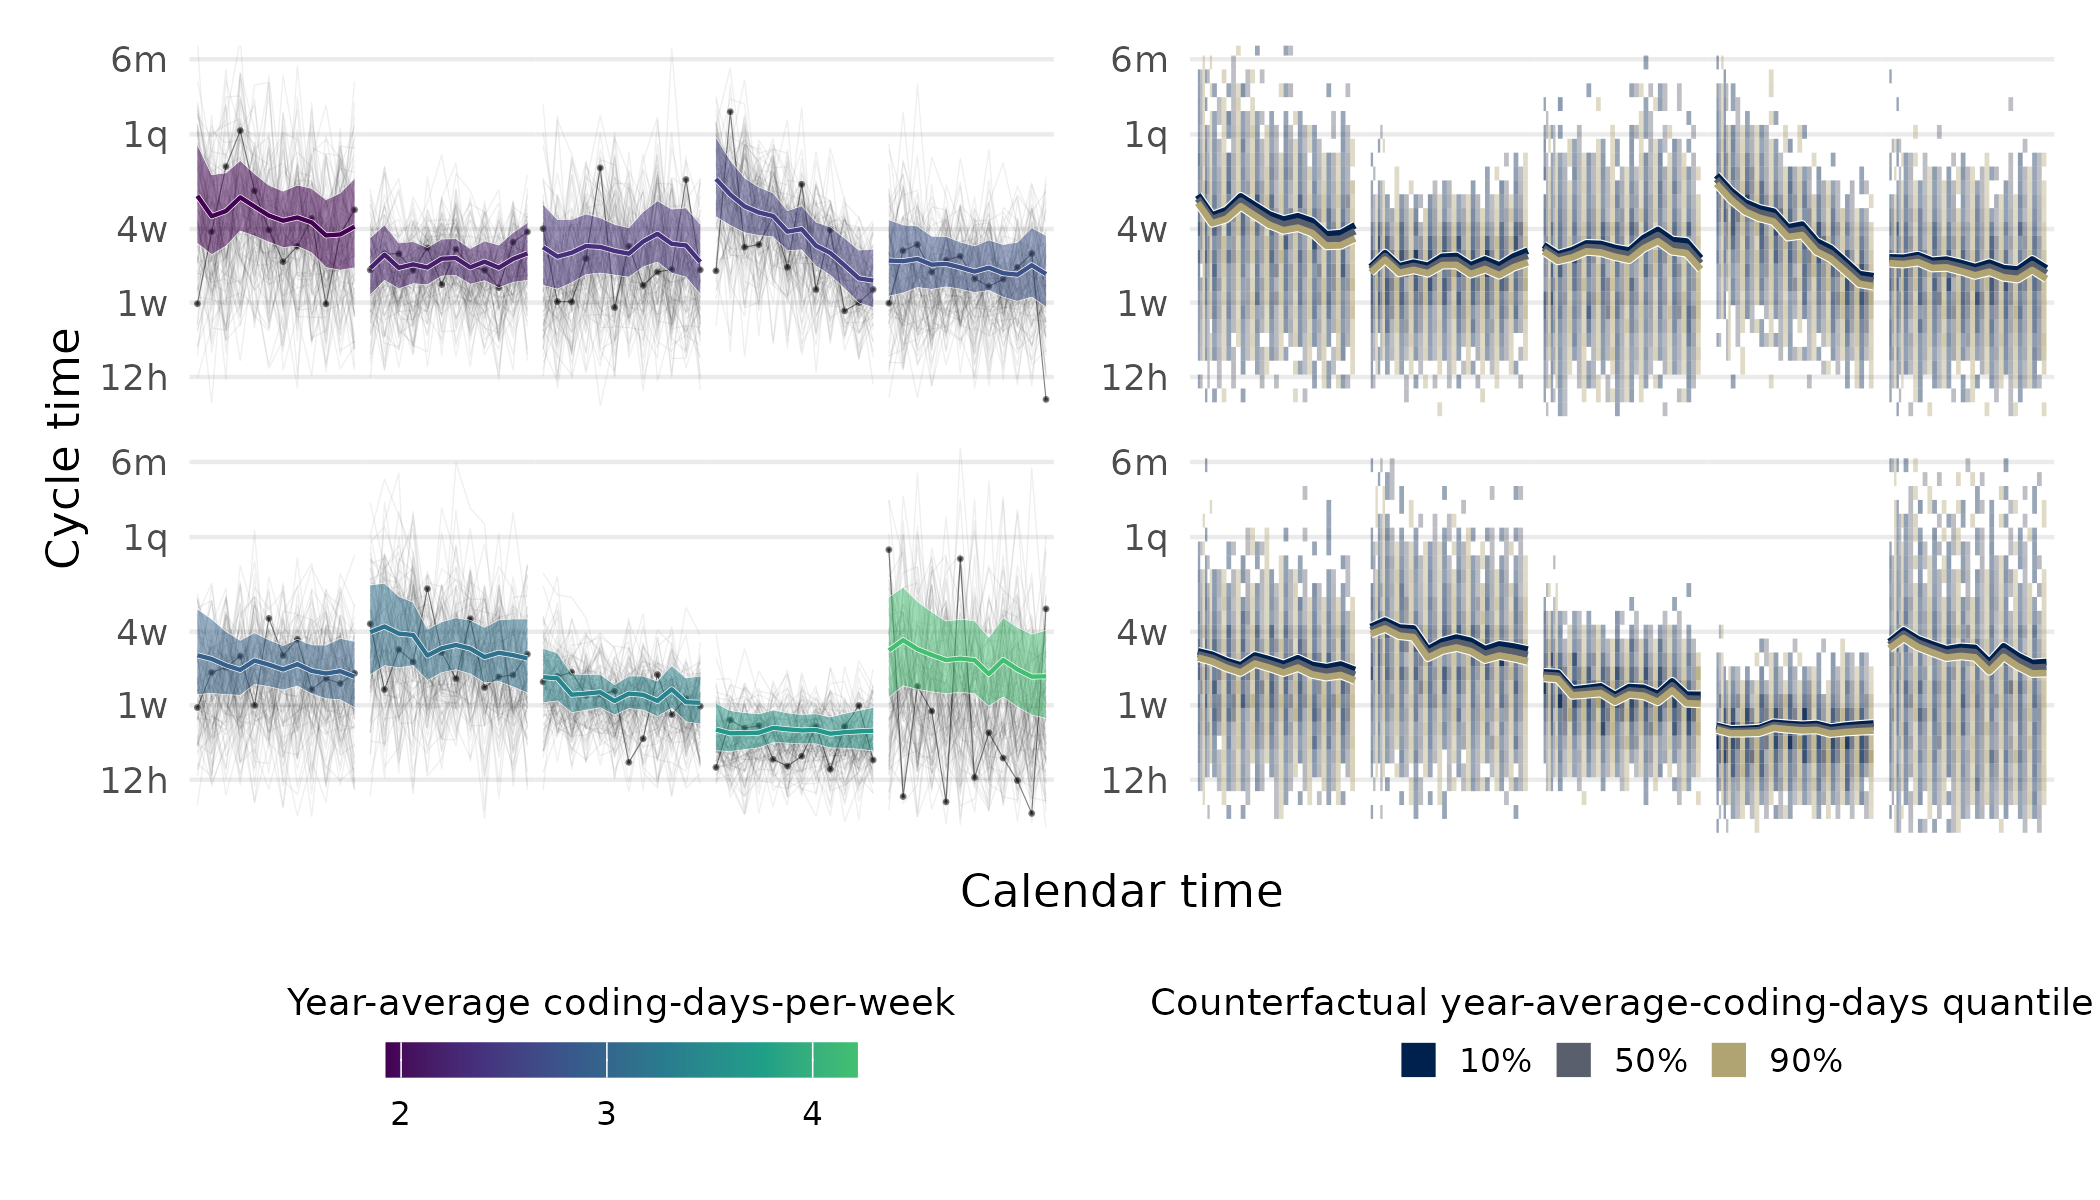 6m
1q
4w
1w
12h
6m
1q
4w
1w
12h
6m
1q
4w
1w
12h
6m
1q
4w
1w
12h
Cycle time
Calendar time
Year-average coding-days-per-week
2 3 4
Counterfactual year-average-coding-days quantile
10% 50% 90%